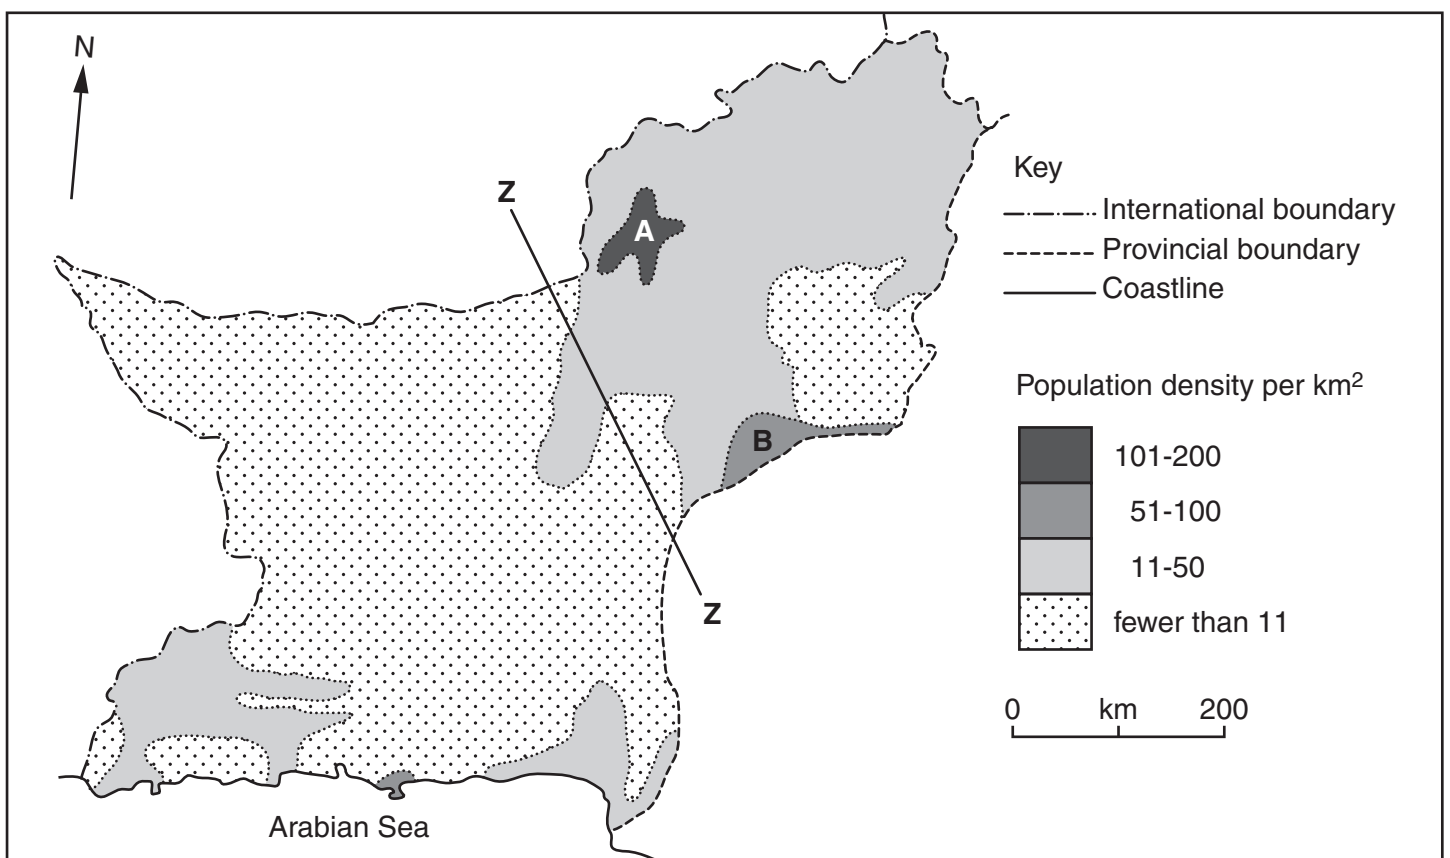 N
Z
A
B
Z
Arabian Sea
Key
International boundary
Provincial boundary
Coastline
Population density per km²
101-200
51-100
11-50
fewer than 11
0 km 200